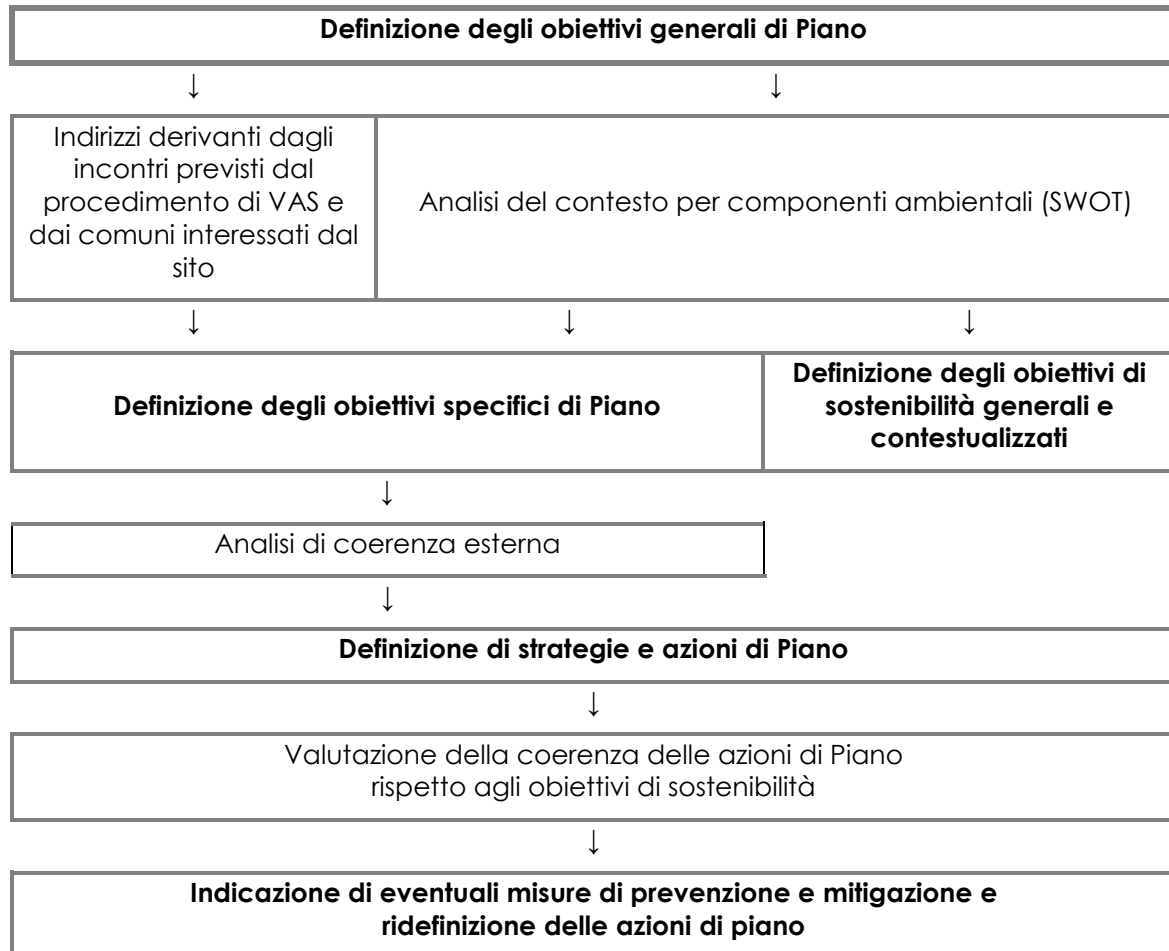 Definizione degli obiettivi generali di Piano
↓ ↓
Indirizzi derivanti dagli
incontri previsti dal
procedimento di VAS e
dai comuni interessati dal
sito
Analisi del contesto per componenti ambientali (SWOT)
↓ ↓ ↓
Definizione degli obiettivi specifici di Piano
Definizione degli obiettivi di
sostenibilità generali e
contestualizzati
↓
Analisi di coerenza esterna
↓
Definizione di strategie e azioni di Piano
↓
Valutazione della coerenza delle azioni di Piano
rispetto agli obiettivi di sostenibilità
↓
Indicazione di eventuali misure di prevenzione e mitigazione e
ridefinizione delle azioni di piano